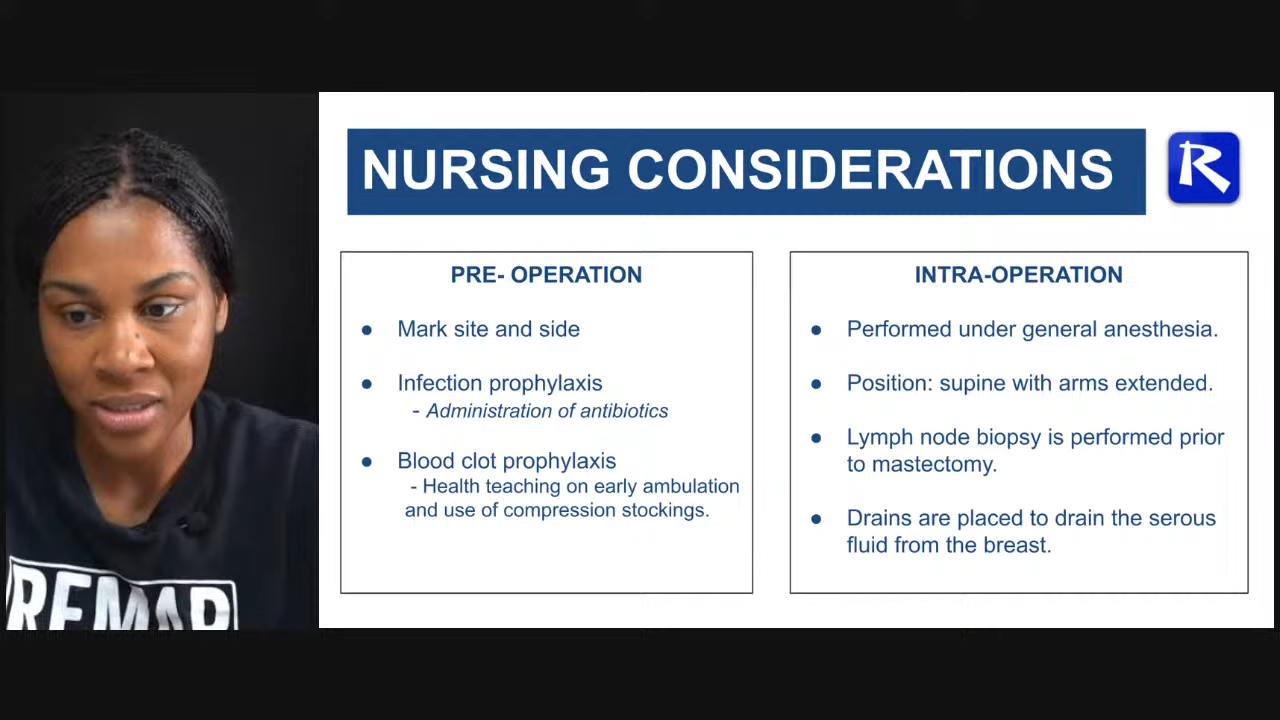 NURSING CONSIDERATIONS
R
PRE- OPERATION
● Mark site and side
● Infection prophylaxis
- Administration of antibiotics
● Blood clot prophylaxis
- Health teaching on early ambulation
and use of compression stockings.
INTRA-OPERATION
● Performed under general anesthesia.
● Position: supine with arms extended.
● Lymph node biopsy is performed prior
to mastectomy.
● Drains are placed to drain the serous
fluid from the breast.
REMAR